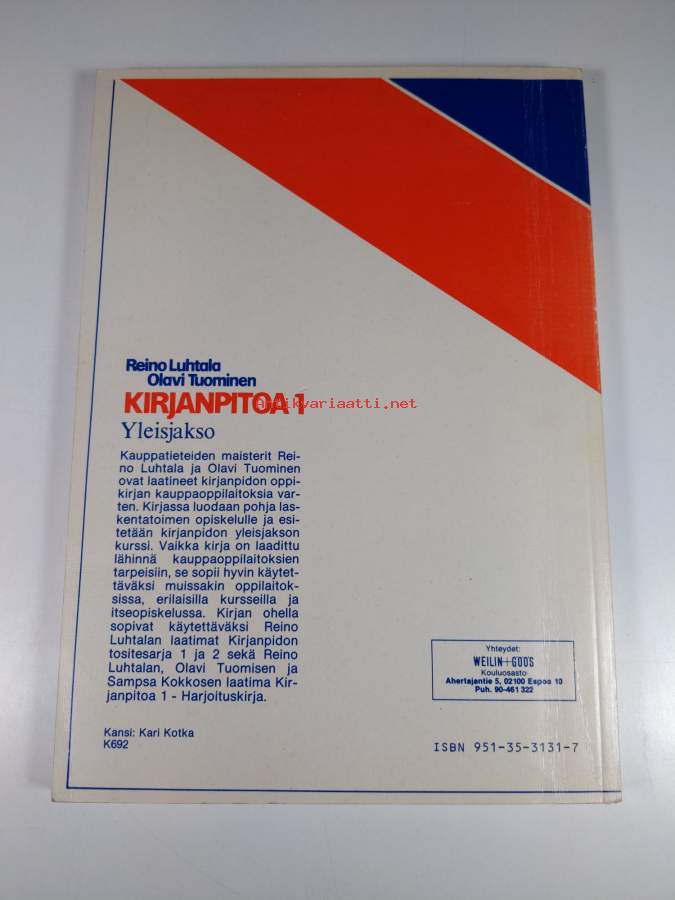 Reino Luhtala
Olavi Tuominen
KIRJANPITOA 1
antikvariaatti.net
Yleisjakso
Kauppatieteiden maisterit Rei-
no Luhtala ja Olavi Tuominen
ovat laatineet kirjanpidon oppi-
kirjan kauppaoppilaitoksia var-
ten. Kirjassa luodaan pohja las-
kentatoimen opiskelulle ja esi-
tetään kirjanpidon yleisjakson
kurssi. Vaikka kirja on laadittu
lähinnä kauppaoppilaitoksien
tarpeisiin, se sopii hyvin käytet-
täväksi muissakin oppilaitok-
sissa, erilaisilla kursseilla ja
itseopiskelussa. Kirjan ohella
sopivat käytettäväksi Reino
Luhtalan laatimat Kirjanpidon
tositesarja 1 ja 2 sekä Reino
Luhtalan, Olavi Tuomisen ja
Sampsa Kokkosen laatima Kir-
janpitoa 1 - Harjoituskirja.
Kansi: Kari Kotka
K692
Yhteydet:
WEILIN+GÖÖS
Kouluosasto
Ahertajantie 5, 02100 Espoo 10
Puh. 90-461 322
ISBN 951-35-3131-7